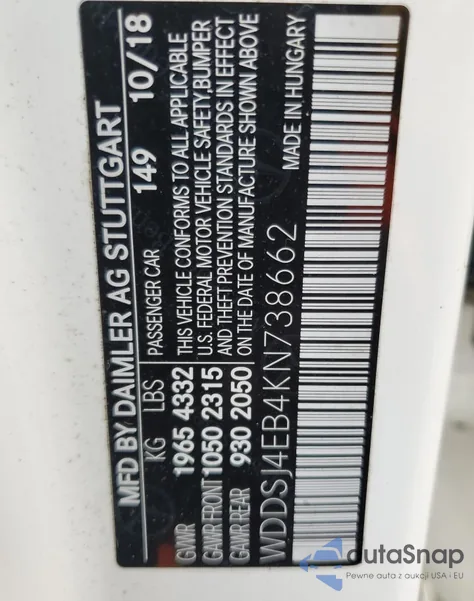 MFD BY DAIMLER AG STUTTGART
KG LBS PASSENGER CAR 149 10/18
GVWR 1965 4332 THIS VEHICLE CONFORMS TO ALL APPLICABLE
GAWR FRONT 1050 2315 U.S. FEDERAL MOTOR VEHICLE SAFETY, BUMPER
GAWR REAR 930 2050 AND THEFT PREVENTION STANDARDS IN EFFECT
ON THE DATE OF MANUFACTURE SHOWN ABOVE
WDDSJ4EB4KN738662 MADE IN HUNGARY
autaSnap
Pewne auta z aukcji USA i EU